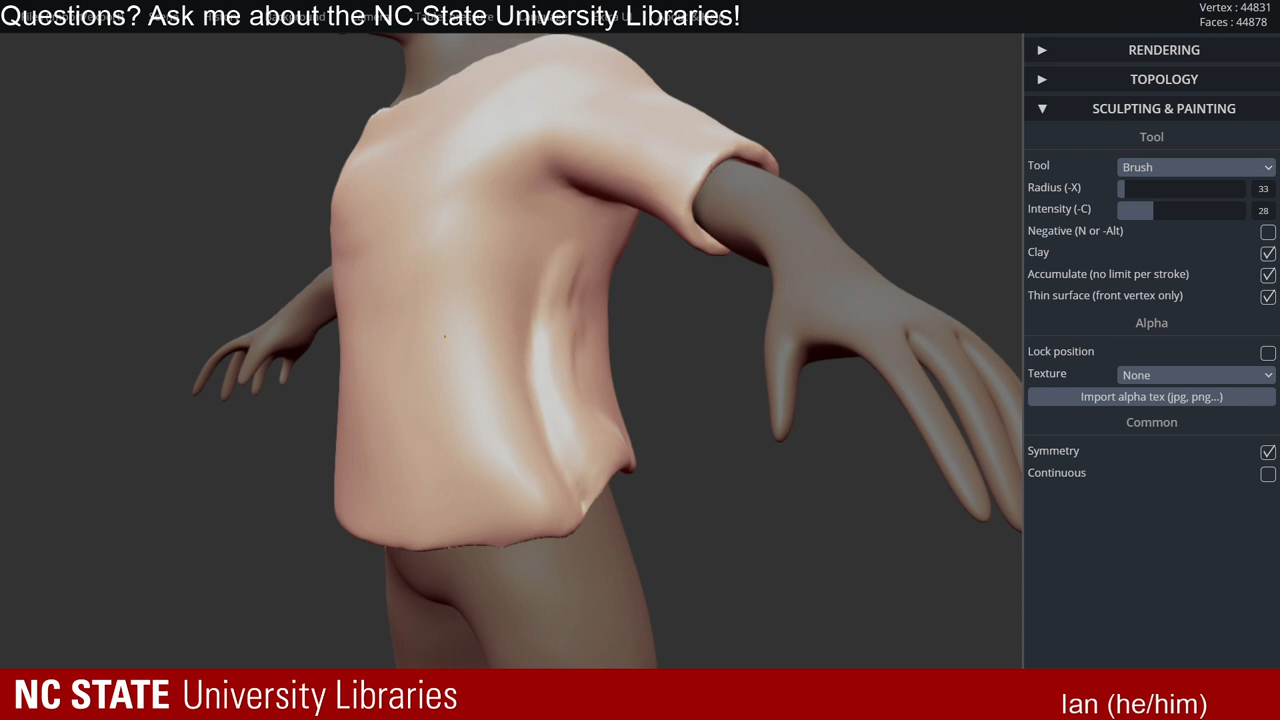 Questions? Ask me about the NC State University Libraries!
Vertex : 44831
Faces : 44878
RENDERING
TOPOLOGY
SCULPTING & PAINTING
Tool
Tool Brush
Radius (-X) 33
Intensity (-C) 28
Negative (N or -Alt)
Clay
Accumulate (no limit per stroke)
Thin surface (front vertex only)
Alpha
Lock position
Texture None
Import alpha tex (jpg, png...)
Common
Symmetry
Continuous
NC STATE University Libraries
Ian (he/him)